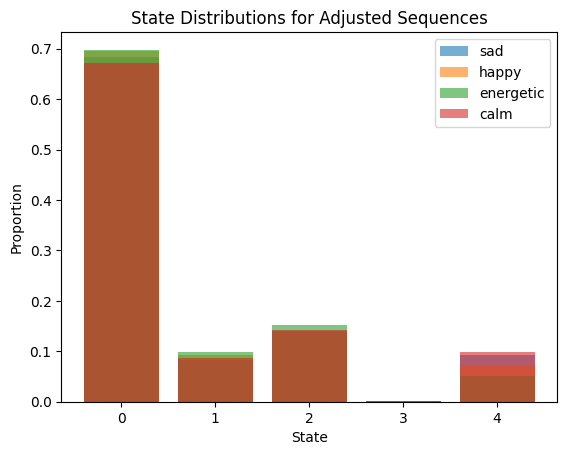 State Distributions for Adjusted Sequences
sad
happy
energetic
calm
Proportion
0.7
0.6
0.5
0.4
0.3
0.2
0.1
0.0
0 1 2 3 4
State